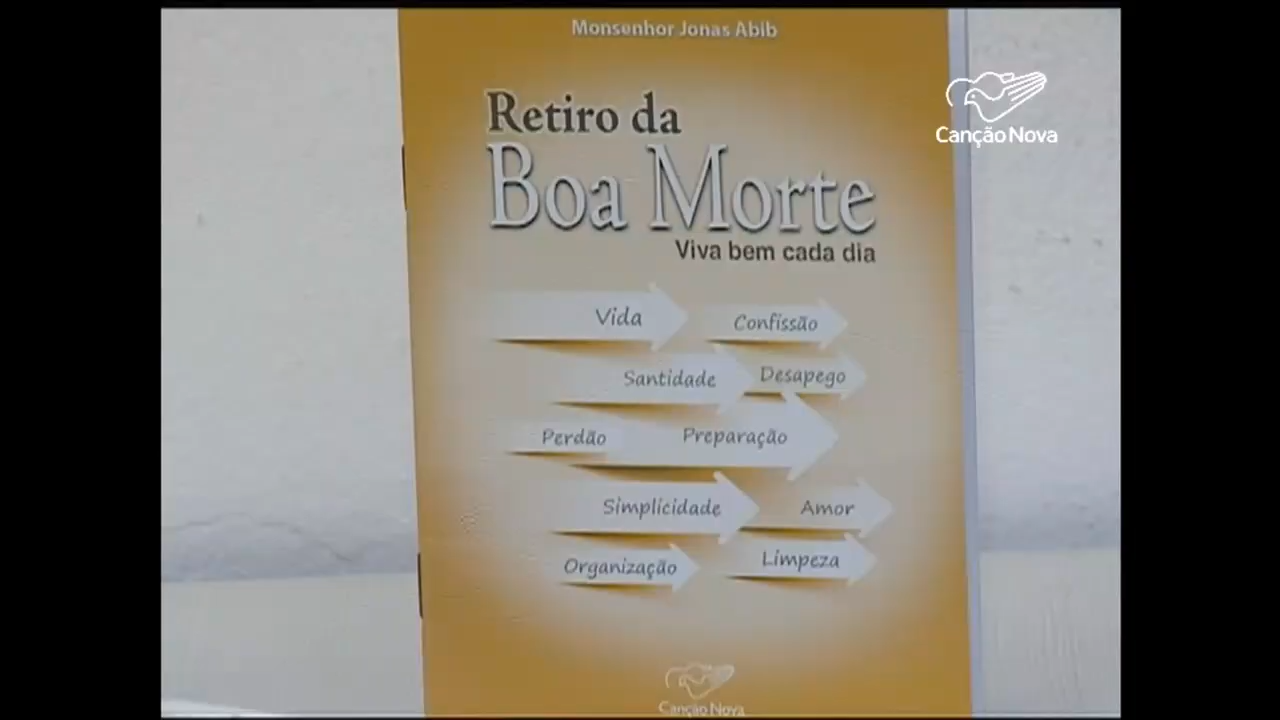 Monsenhor Jonas Abib
Canção Nova
Retiro da
Boa Morte
Viva bem cada dia
Vida
Confissão
Santidade
Desapego
Perdão
Preparação
Simplicidade
Amor
Organização
Limpeza
Canção Nova